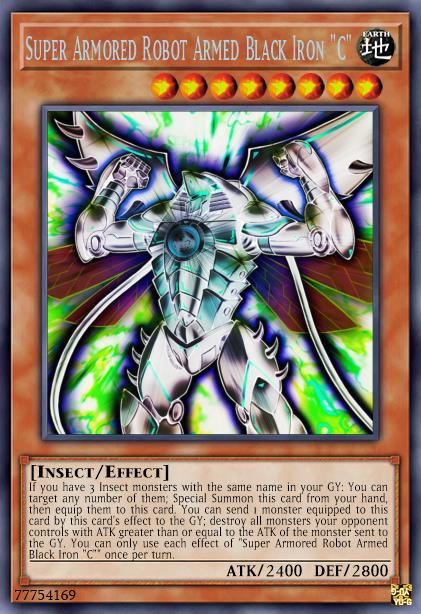 SUPER ARMORED ROBOT ARMED BLACK IRON "C"
EARTH
地
[INSECT/EFFECT]
If you have 3 Insect monsters with the same name in your GY: You can
target any number of them; Special Summon this card from your hand,
then equip them to this card. You can send 1 monster equipped to this
card by this card's effect to the GY; destroy all monsters your opponent
controls with ATK greater than or equal to the ATK of the monster sent
to the GY. You can only use each effect of "Super Armored Robot Armed
Black Iron "C"" once per turn.
ATK/2400 DEF/2800
77754169